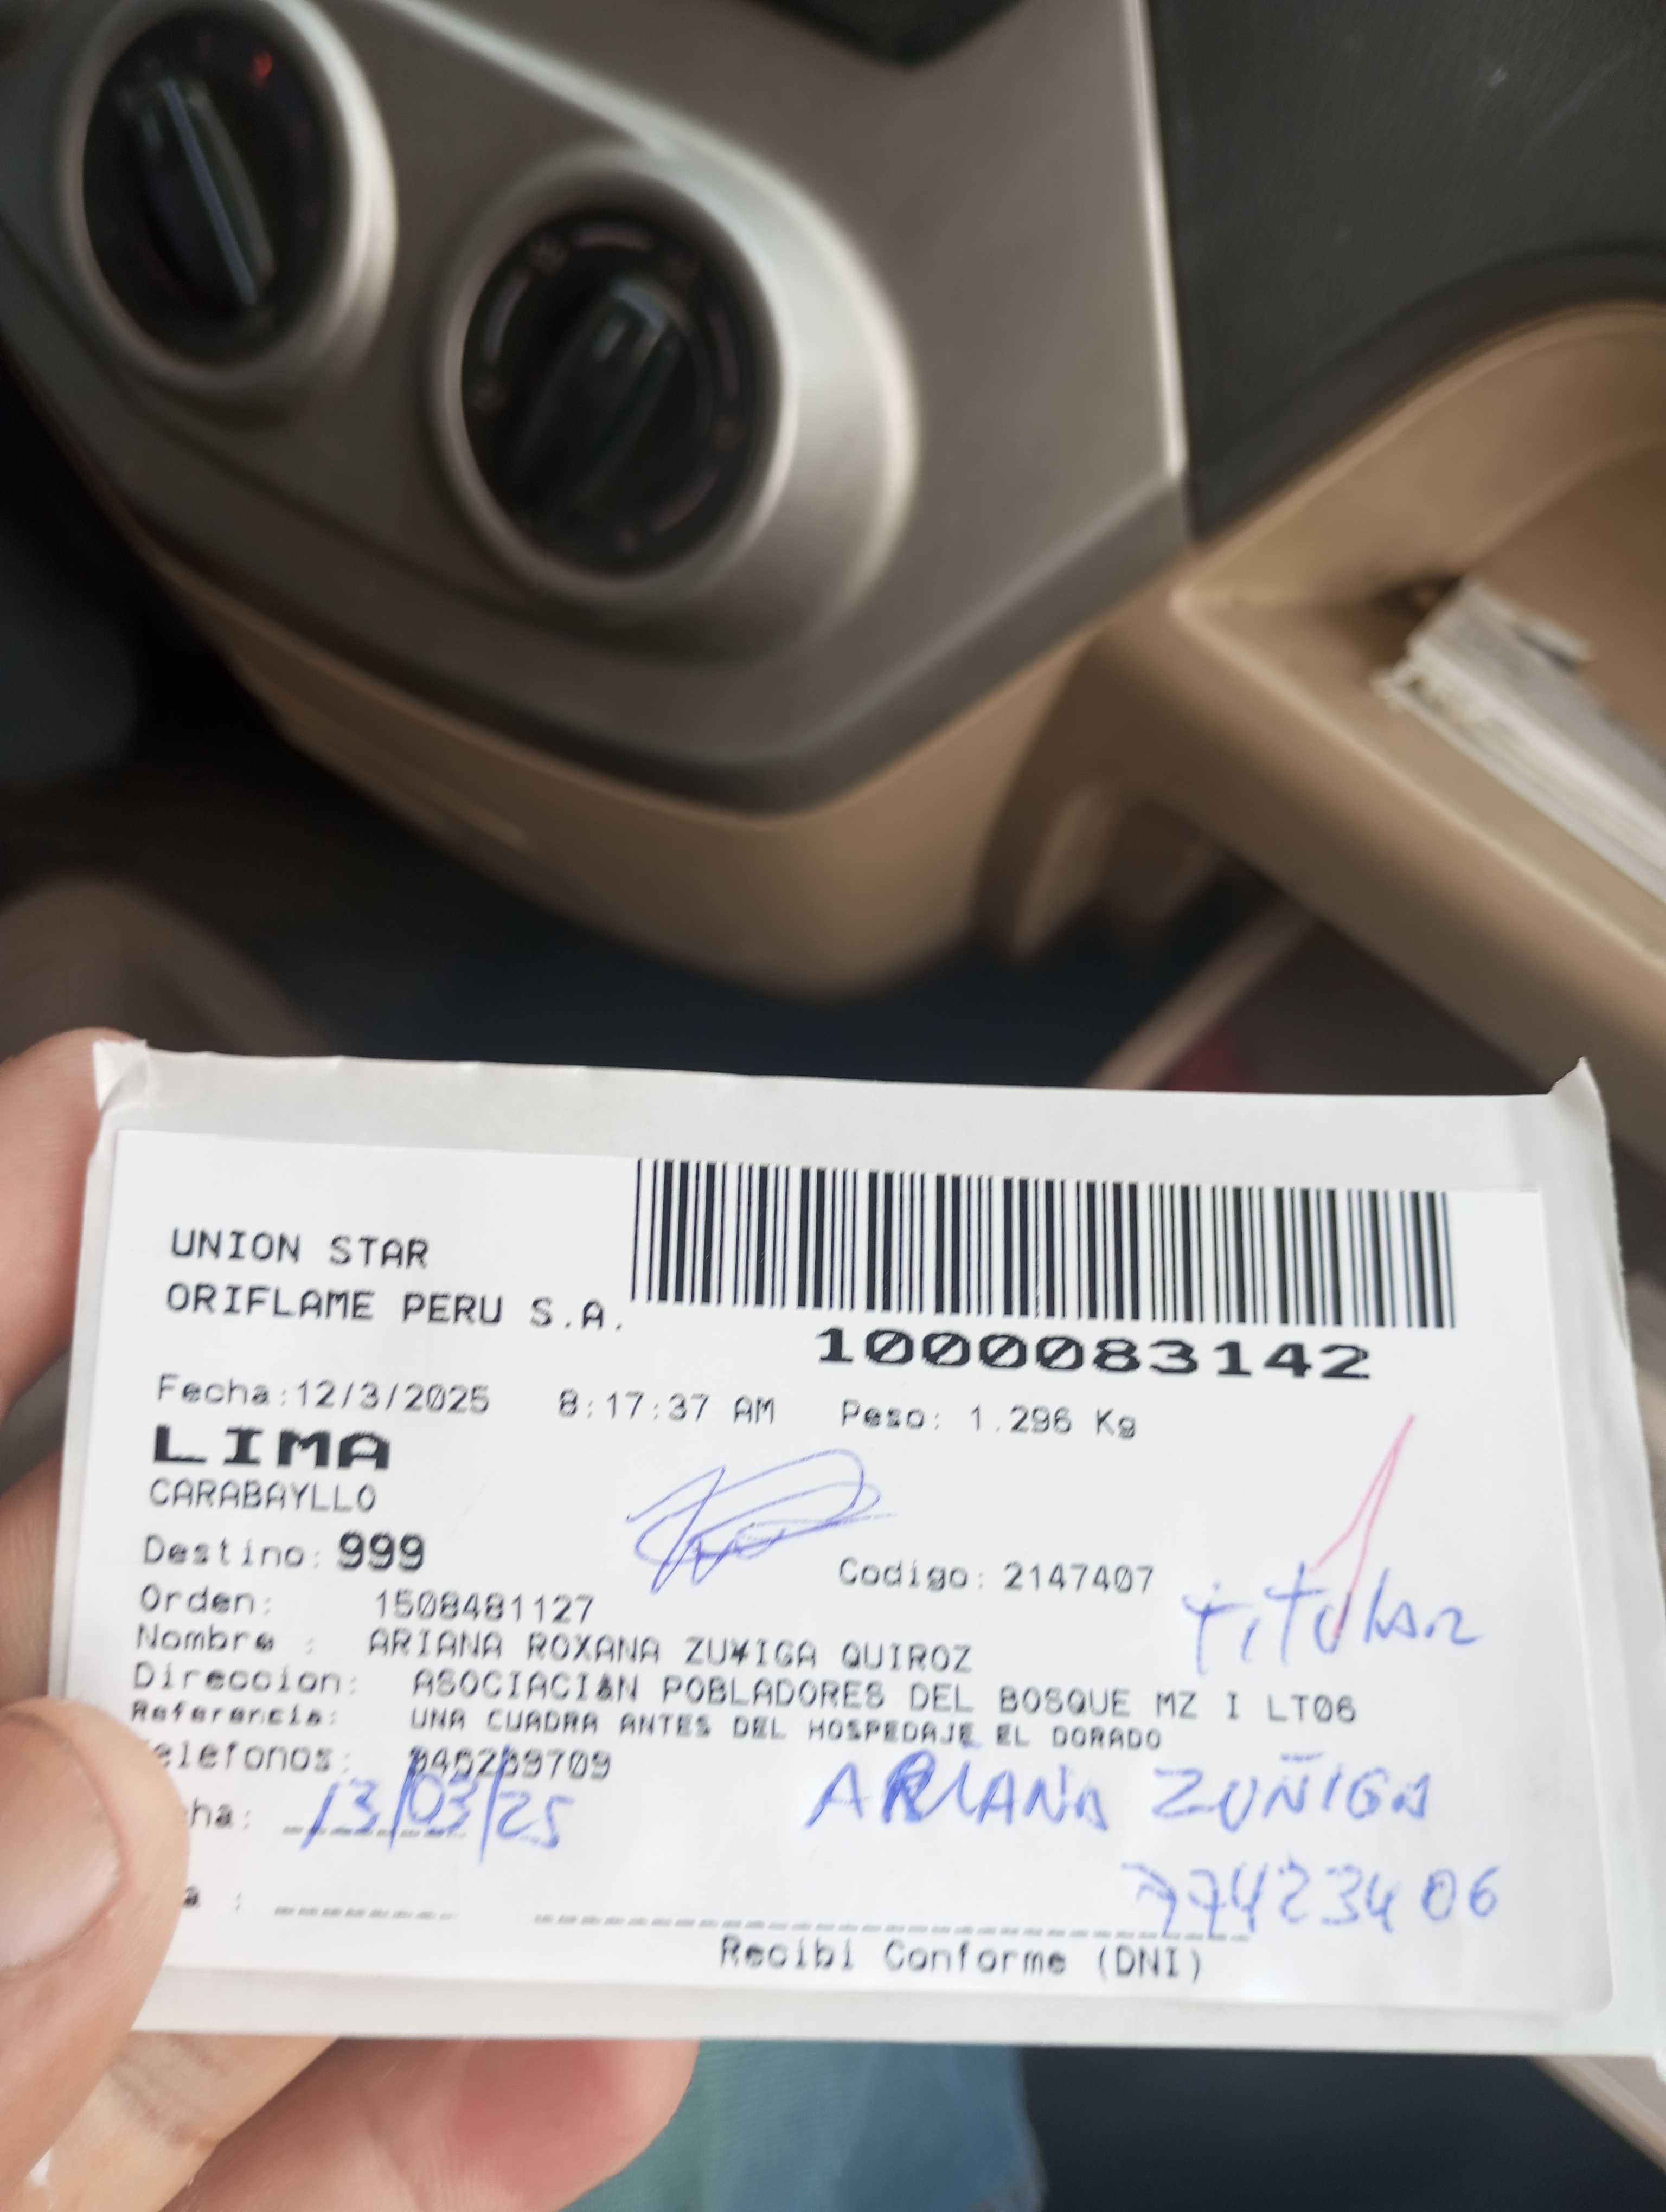 UNION STAR
ORIFLAME PERU S.A.
1000083142
Fecha:12/3/2025 8:17:37 AM Peso: 1.296 Kg
LIMA
CARABAYLLO
Destino: 999
Codigo: 2147407
titular
Orden: 1508481127
Nombre : ARIANA ROXANA ZU¥IGA QUIROZ
Direccion: ASOCIACI&N POBLADORES DEL BOSQUE MZ I LT06
Referencia: UNA CUADRA ANTES DEL HOSPEDAJE EL DORADO
elefonos:
ha: 13/03/25
ARIANA ZUÑIGA
a :
Recibi Conforme (DNI)